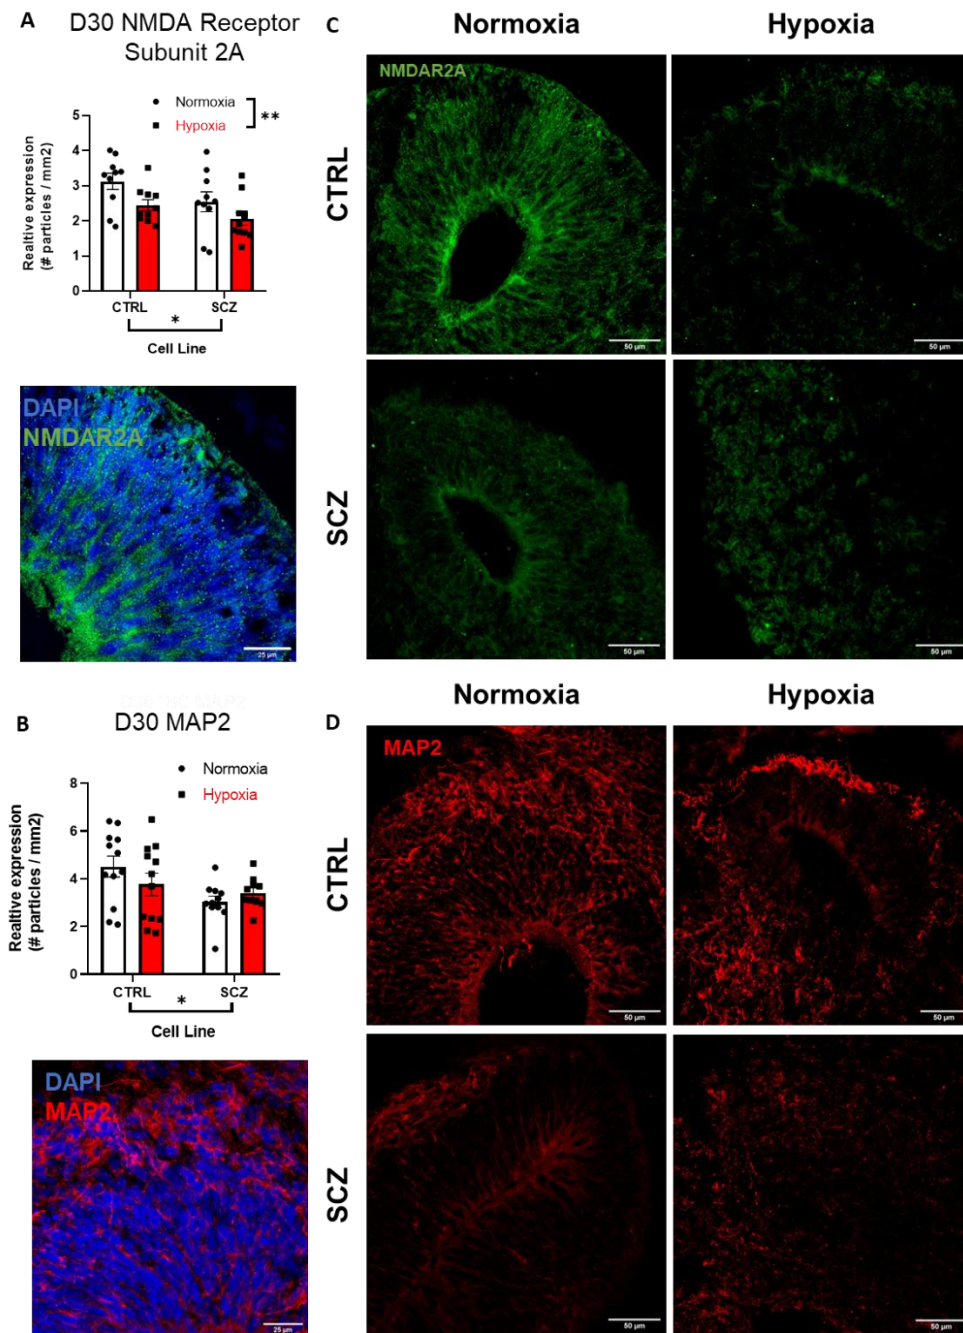 A
D30 NMDA Receptor
Subunit 2A
Normoxia
Hypoxia
**
Realtive expression
(# particles / mm2)
5
4
3
2
1
0
CTRL
SCZ
*
Cell Line
DAPI
NMDAR2A
25 µm
C
Normoxia
Hypoxia
CTRL
SCZ
NMDAR2A
50 µm
50 µm
50 µm
50 µm
B
D30 MAP2
Normoxia
Hypoxia
Realtive expression
(# particles / mm2)
8
6
4
2
0
CTRL
SCZ
*
Cell Line
DAPI
MAP2
25 µm
D
Normoxia
Hypoxia
CTRL
SCZ
MAP2
50 µm
50 µm
50 µm
50 µm